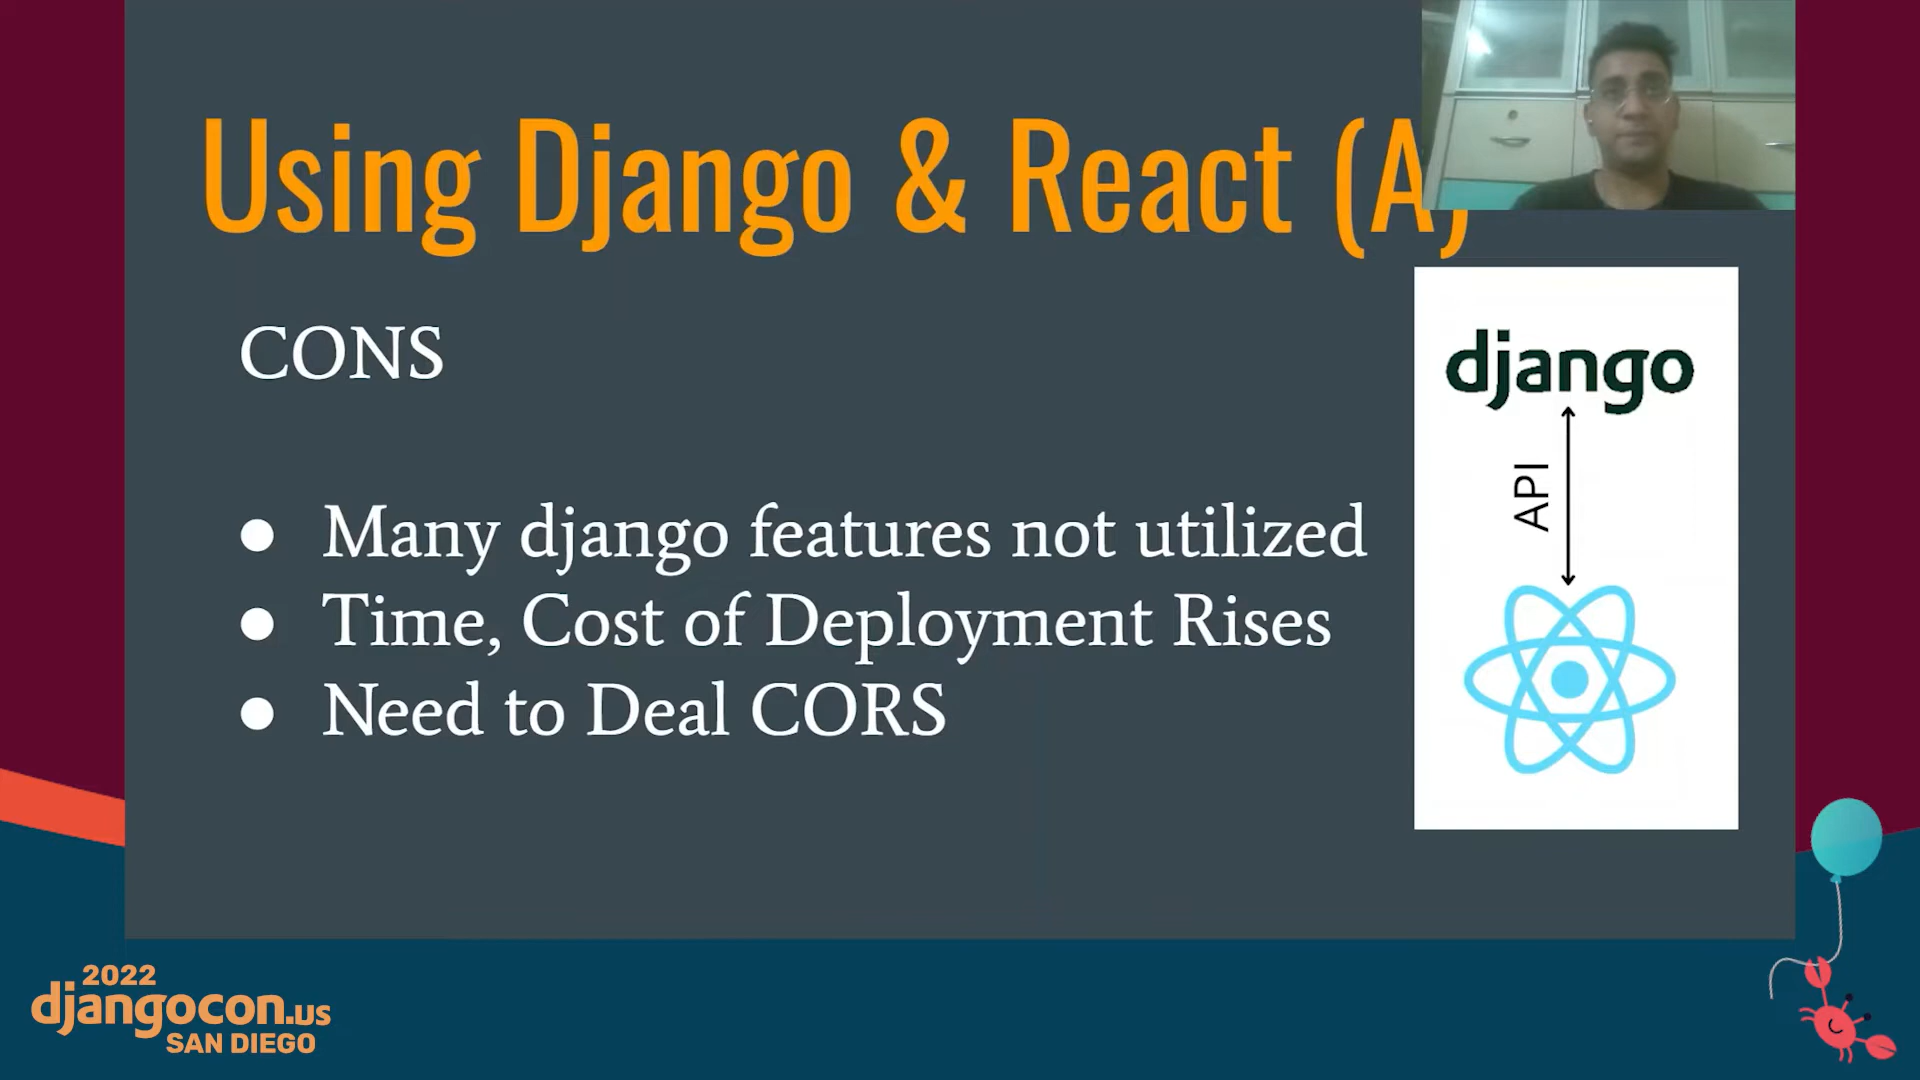 Using Django & React (A)
CONS
● Many django features not utilized
● Time, Cost of Deployment Rises
● Need to Deal CORS
django
API
2022
djangocon.us
SAN DIEGO